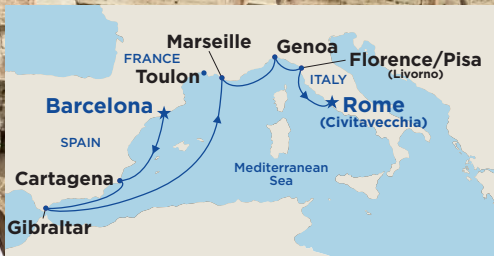 Marseille
Genoa
FRANCE
Toulon
Florence/Pisa
(Livorno)
ITALY
Barcelona
Rome
(Civitavecchia)
SPAIN
Mediterranean
Sea
Cartagena
Gibraltar